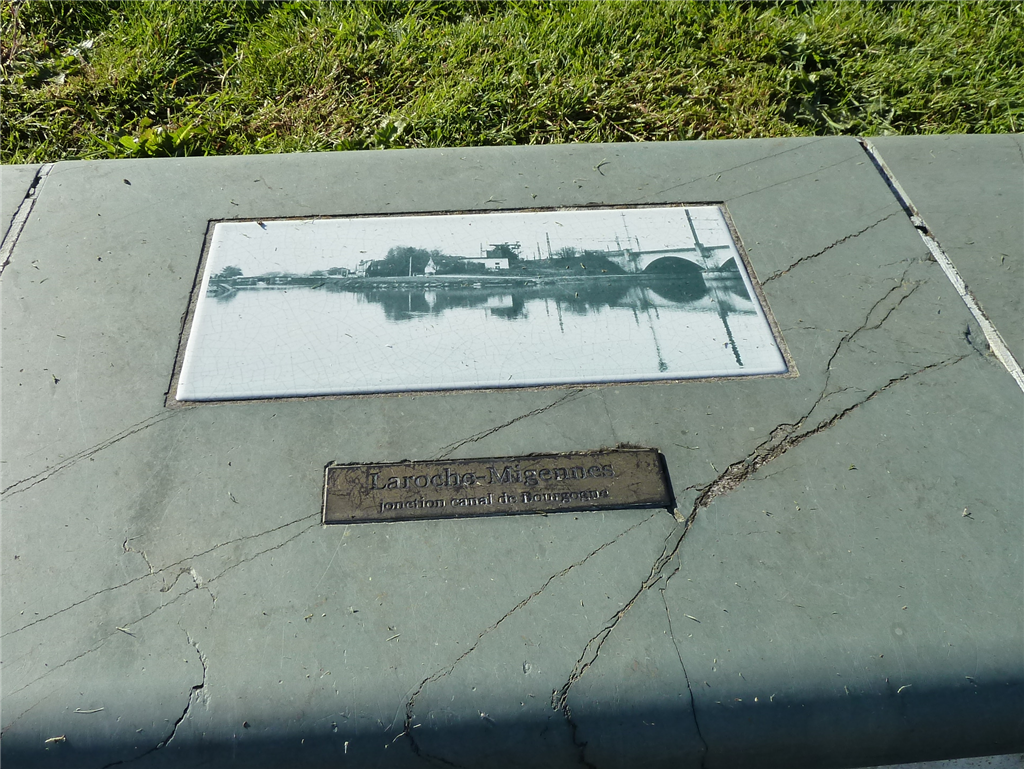 Laroche-Migennes
jonction canal de Bourgogne